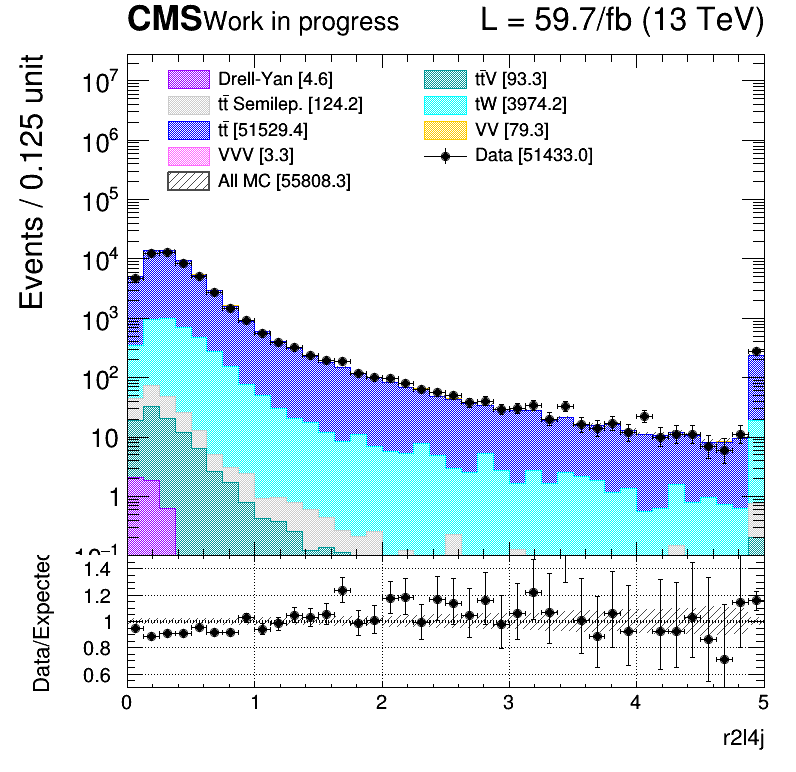 CMS Work in progress L = 59.7/fb (13 TeV)
Events / 0.125 unit
10⁷
10⁶
10⁵
10⁴
10³
10²
10
1
10⁻¹
Drell-Yan [4.6]
tt̄ Semilep. [124.2]
tt̄ [51529.4]
VVV [3.3]
All MC [55808.3]
tt̄V [93.3]
tW [3974.2]
VV [79.3]
Data [51433.0]
Data/Expected
1.4
1.2
1
0.8
0.6
0 1 2 3 4 5
r2l4j